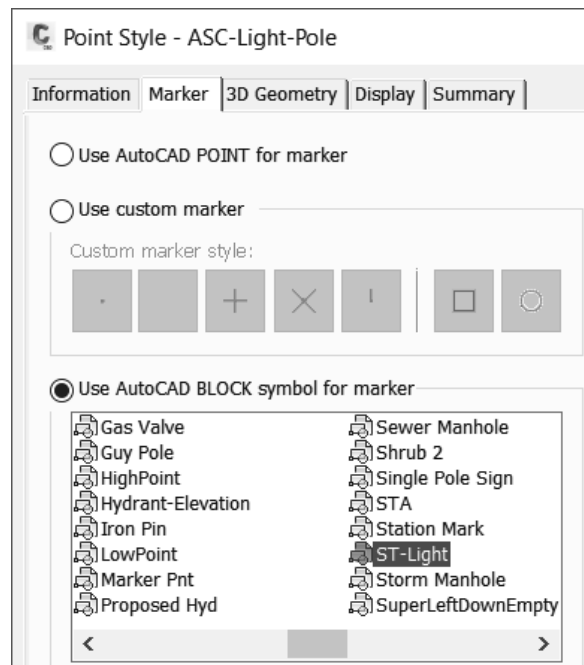 Point Style - ASC-Light-Pole
Information Marker 3D Geometry Display Summary
Use AutoCAD POINT for marker
Use custom marker
Custom marker style:
Use AutoCAD BLOCK symbol for marker
Gas Valve
Guy Pole
HighPoint
Hydrant-Elevation
Iron Pin
LowPoint
Marker Pnt
Proposed Hyd
Sewer Manhole
Shrub 2
Single Pole Sign
STA
Station Mark
ST-Light
Storm Manhole
SuperLeftDownEmpty